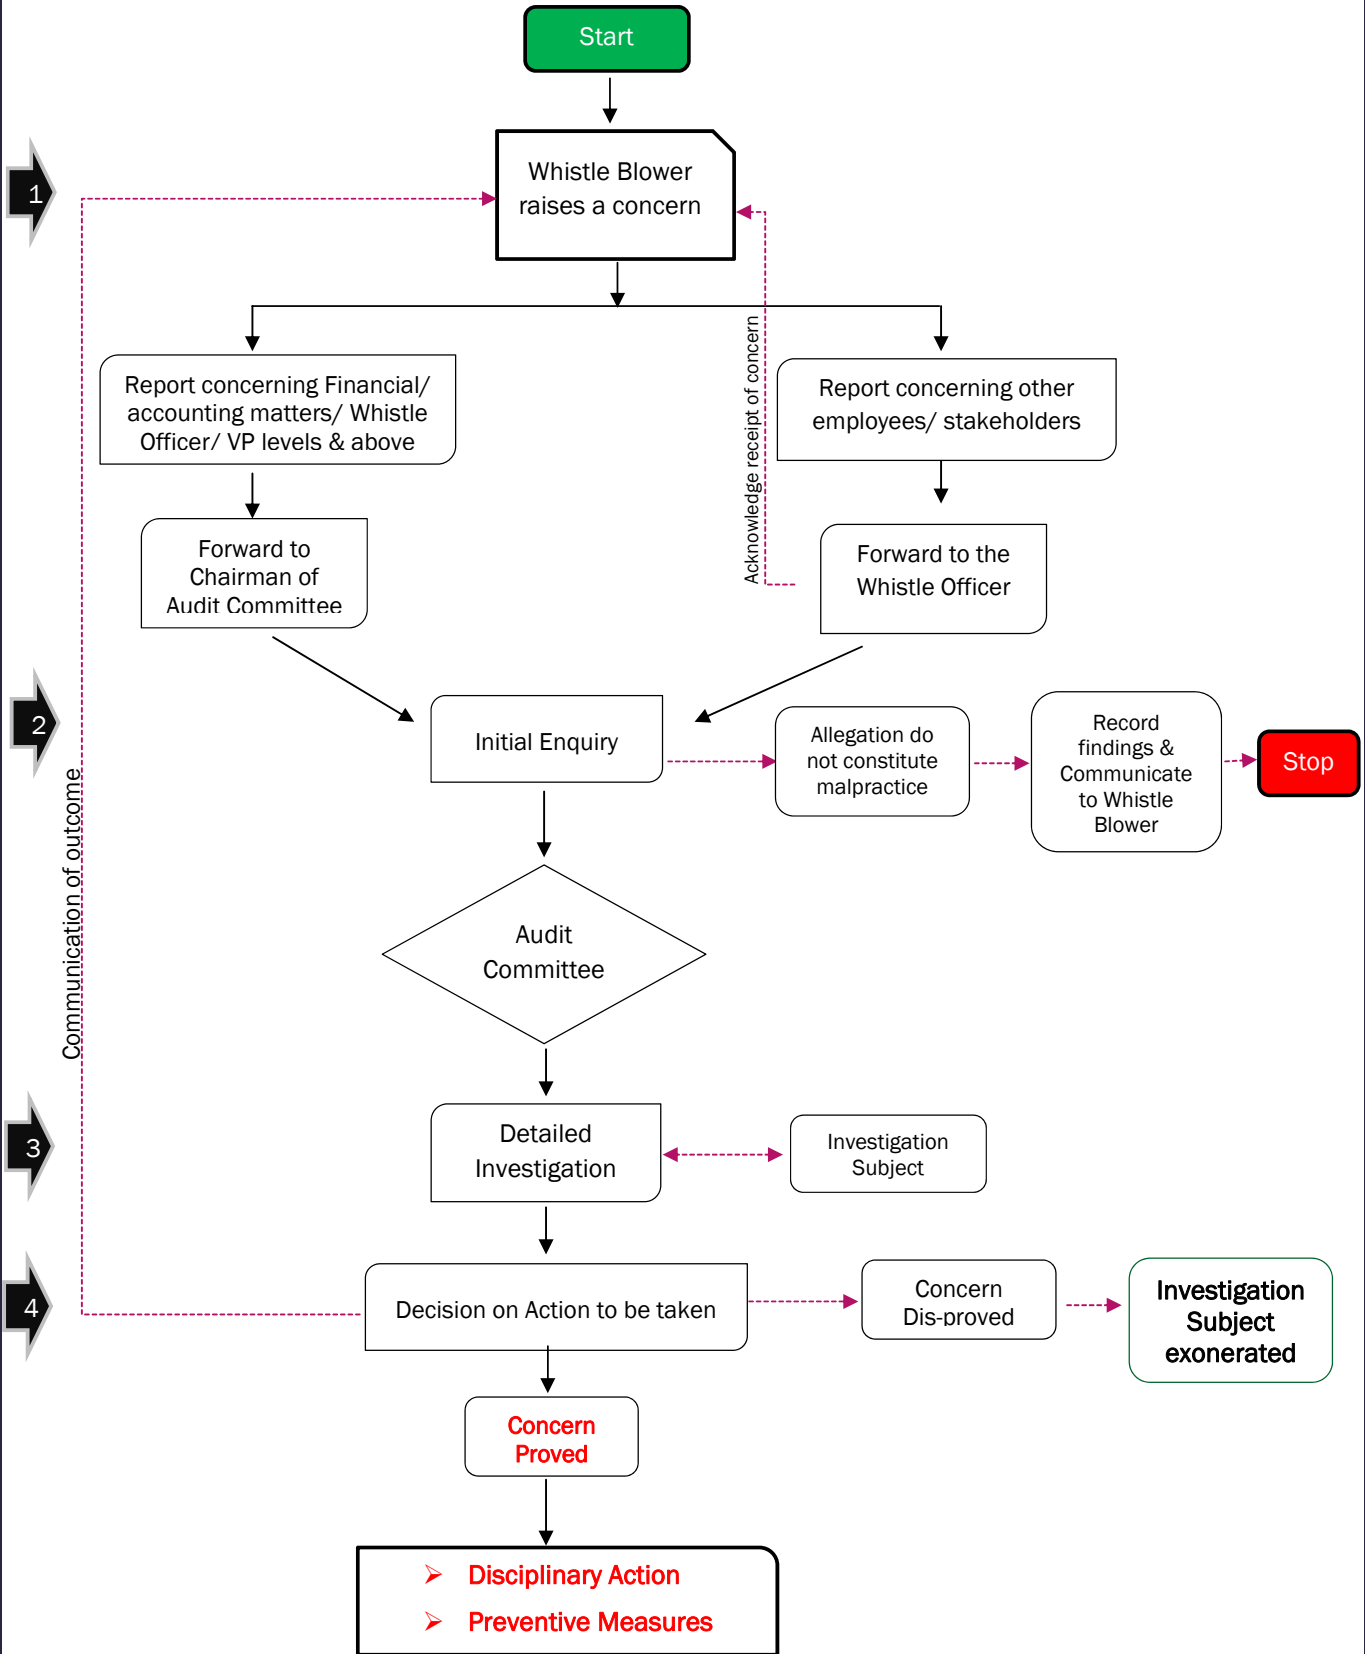 Start
1
Whistle Blower
raises a concern
Acknowledge receipt of concern
Report concerning Financial/
accounting matters/ Whistle
Officer/ VP levels & above
Report concerning other
employees/ stakeholders
Forward to
Chairman of
Audit Committee
Forward to the
Whistle Officer
2
Initial Enquiry
Allegation do
not constitute
malpractice
Record
findings &
Communicate
to Whistle
Blower
Stop
Communication of outcome
Audit
Committee
3
Detailed
Investigation
Investigation
Subject
4
Decision on Action to be taken
Concern
Dis-proved
Investigation
Subject
exonerated
Concern
Proved
➢ Disciplinary Action
➢ Preventive Measures